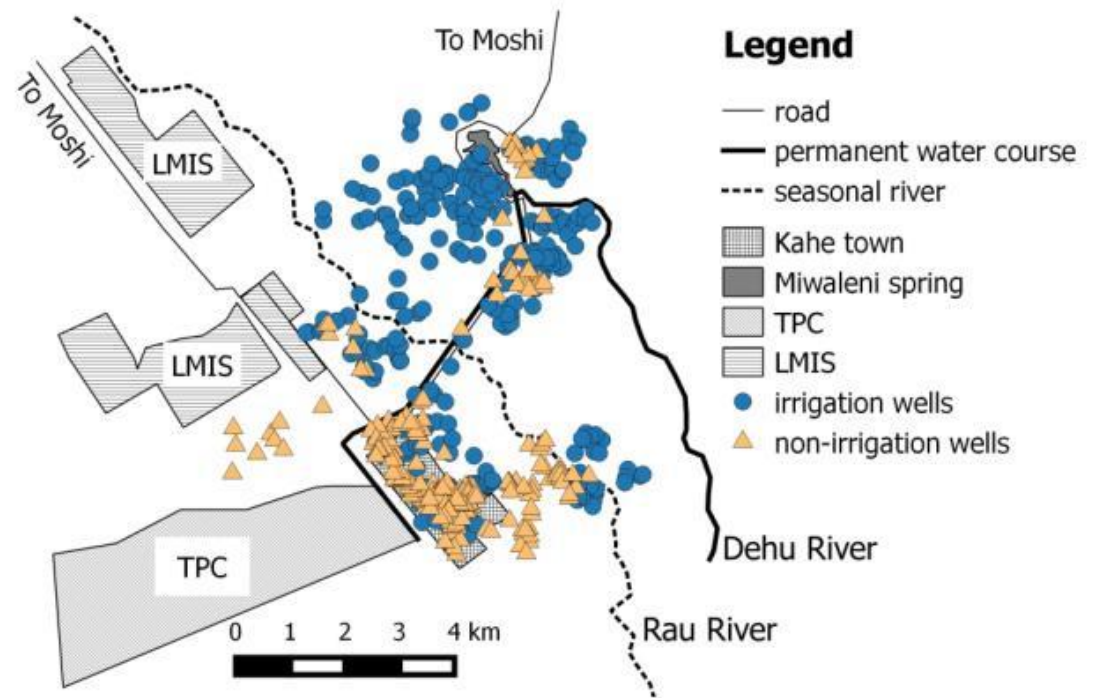 To Moshi
Legend
To Moshi
road
permanent water course
seasonal river
LMIS
Kahe town
Miwaleni spring
TPC
LMIS
LMIS
irrigation wells
non-irrigation wells
TPC
Dehu River
0 1 2 3 4 km
Rau River